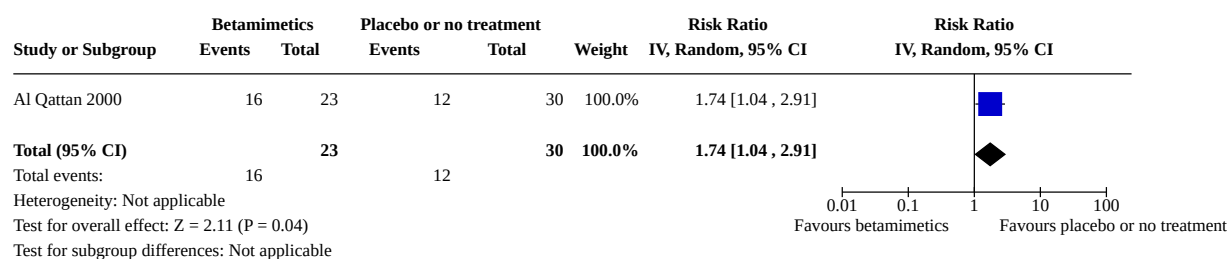 Betamimetics Placebo or no treatment Risk Ratio Risk Ratio
Study or Subgroup Events Total Events Total Weight IV, Random, 95% CI IV, Random, 95% CI
Al Qattan 2000 16 23 12 30 100.0% 1.74 [1.04 , 2.91]
Total (95% CI) 23 30 100.0% 1.74 [1.04 , 2.91]
Total events: 16 12
Heterogeneity: Not applicable
0.01 0.1 1 10 100
Test for overall effect: Z = 2.11 (P = 0.04) Favours betamimetics Favours placebo or no treatment
Test for subgroup differences: Not applicable